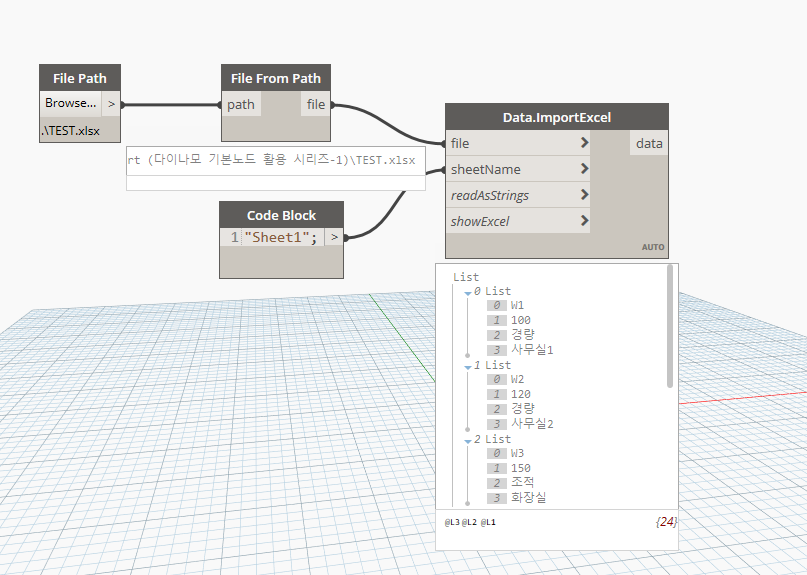 File Path
Browse... >
.\TEST.xlsx
File From Path
path file
rt (다이나모 기본노드 활용 시리즈-1)\TEST.xlsx
Code Block
1 "Sheet1"; >
Data.ImportExcel
file > data
sheetName >
readAsStrings >
showExcel >
AUTO
List
0 List
0 W1
1 100
2 경량
3 사무실1
1 List
0 W2
1 120
2 경량
3 사무실2
2 List
0 W3
1 150
2 조적
3 화장실
@L3 @L2 @L1 {24}